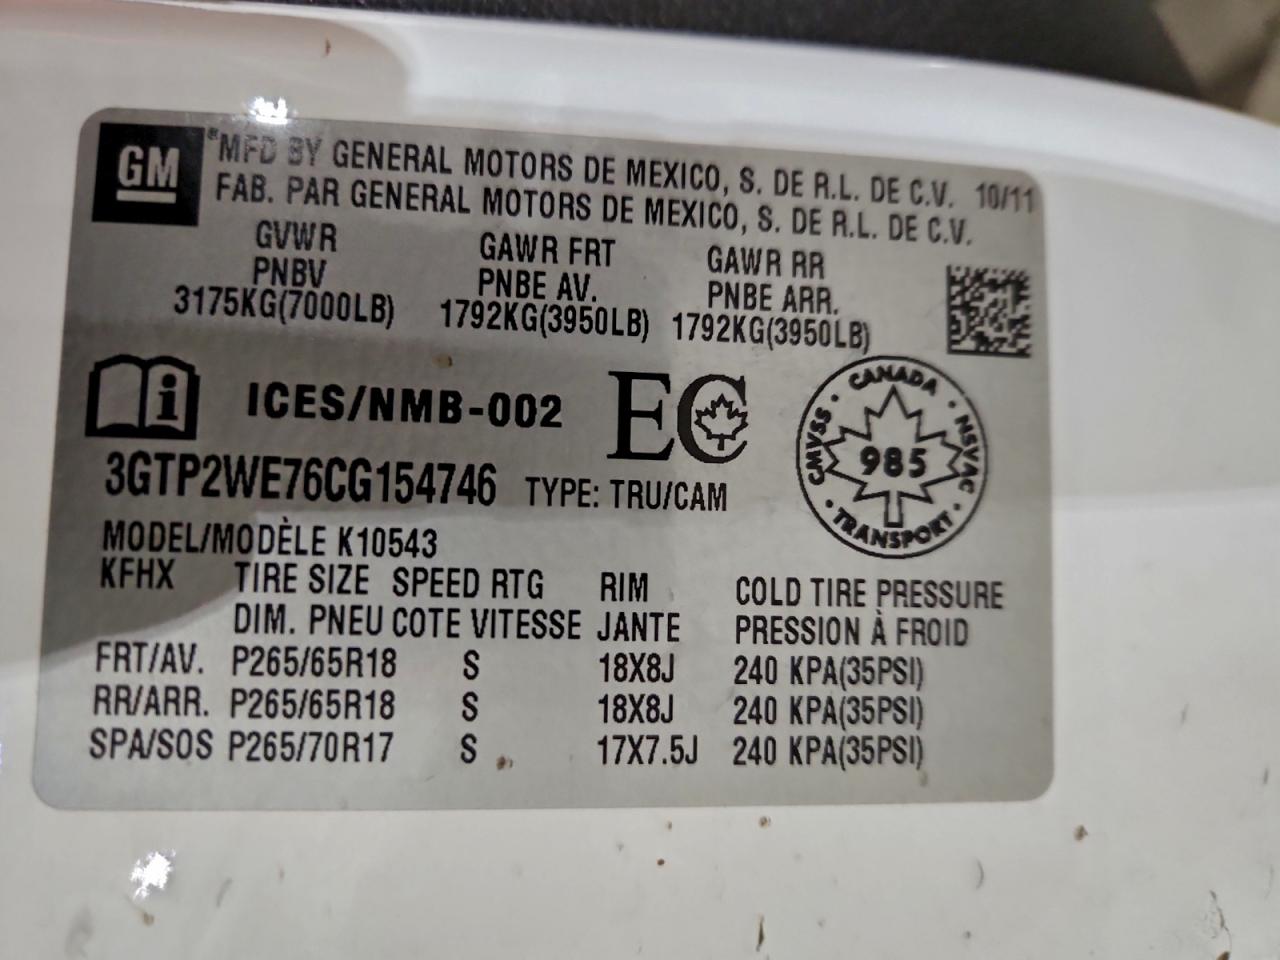 GM ® MFD BY GENERAL MOTORS DE MEXICO, S. DE R.L. DE C.V. 10/11
FAB. PAR GENERAL MOTORS DE MEXICO, S. DE R.L. DE C.V.
GVWR GAWR FRT GAWR RR
PNBV PNBE AV. PNBE ARR.
3175KG(7000LB) 1792KG(3950LB) 1792KG(3950LB)
i ICES/NMB-002 EC
CANADA
CMVSS • NSVAC
985
TRANSPORT
3GTP2WE76CG154746 TYPE: TRU/CAM
MODEL/MODÈLE K10543
KFHX TIRE SIZE SPEED RTG RIM COLD TIRE PRESSURE
DIM. PNEU COTE VITESSE JANTE PRESSION À FROID
FRT/AV. P265/65R18 S 18X8J 240 KPA(35PSI)
RR/ARR. P265/65R18 S 18X8J 240 KPA(35PSI)
SPA/SOS P265/70R17 S 17X7.5J 240 KPA(35PSI)